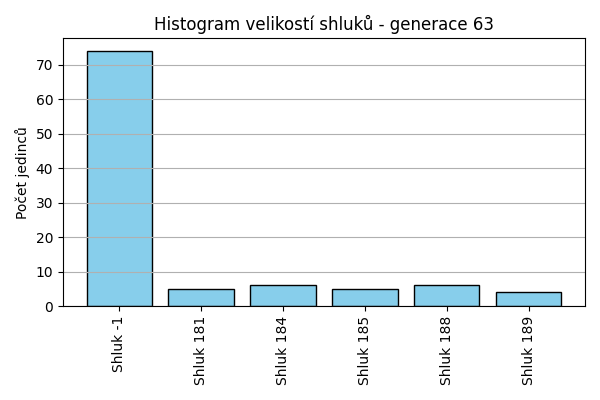 Histogram velikostí shluků - generace 63
Počet jedinců
70
60
50
40
30
20
10
0
Shluk -1
Shluk 181
Shluk 184
Shluk 185
Shluk 188
Shluk 189